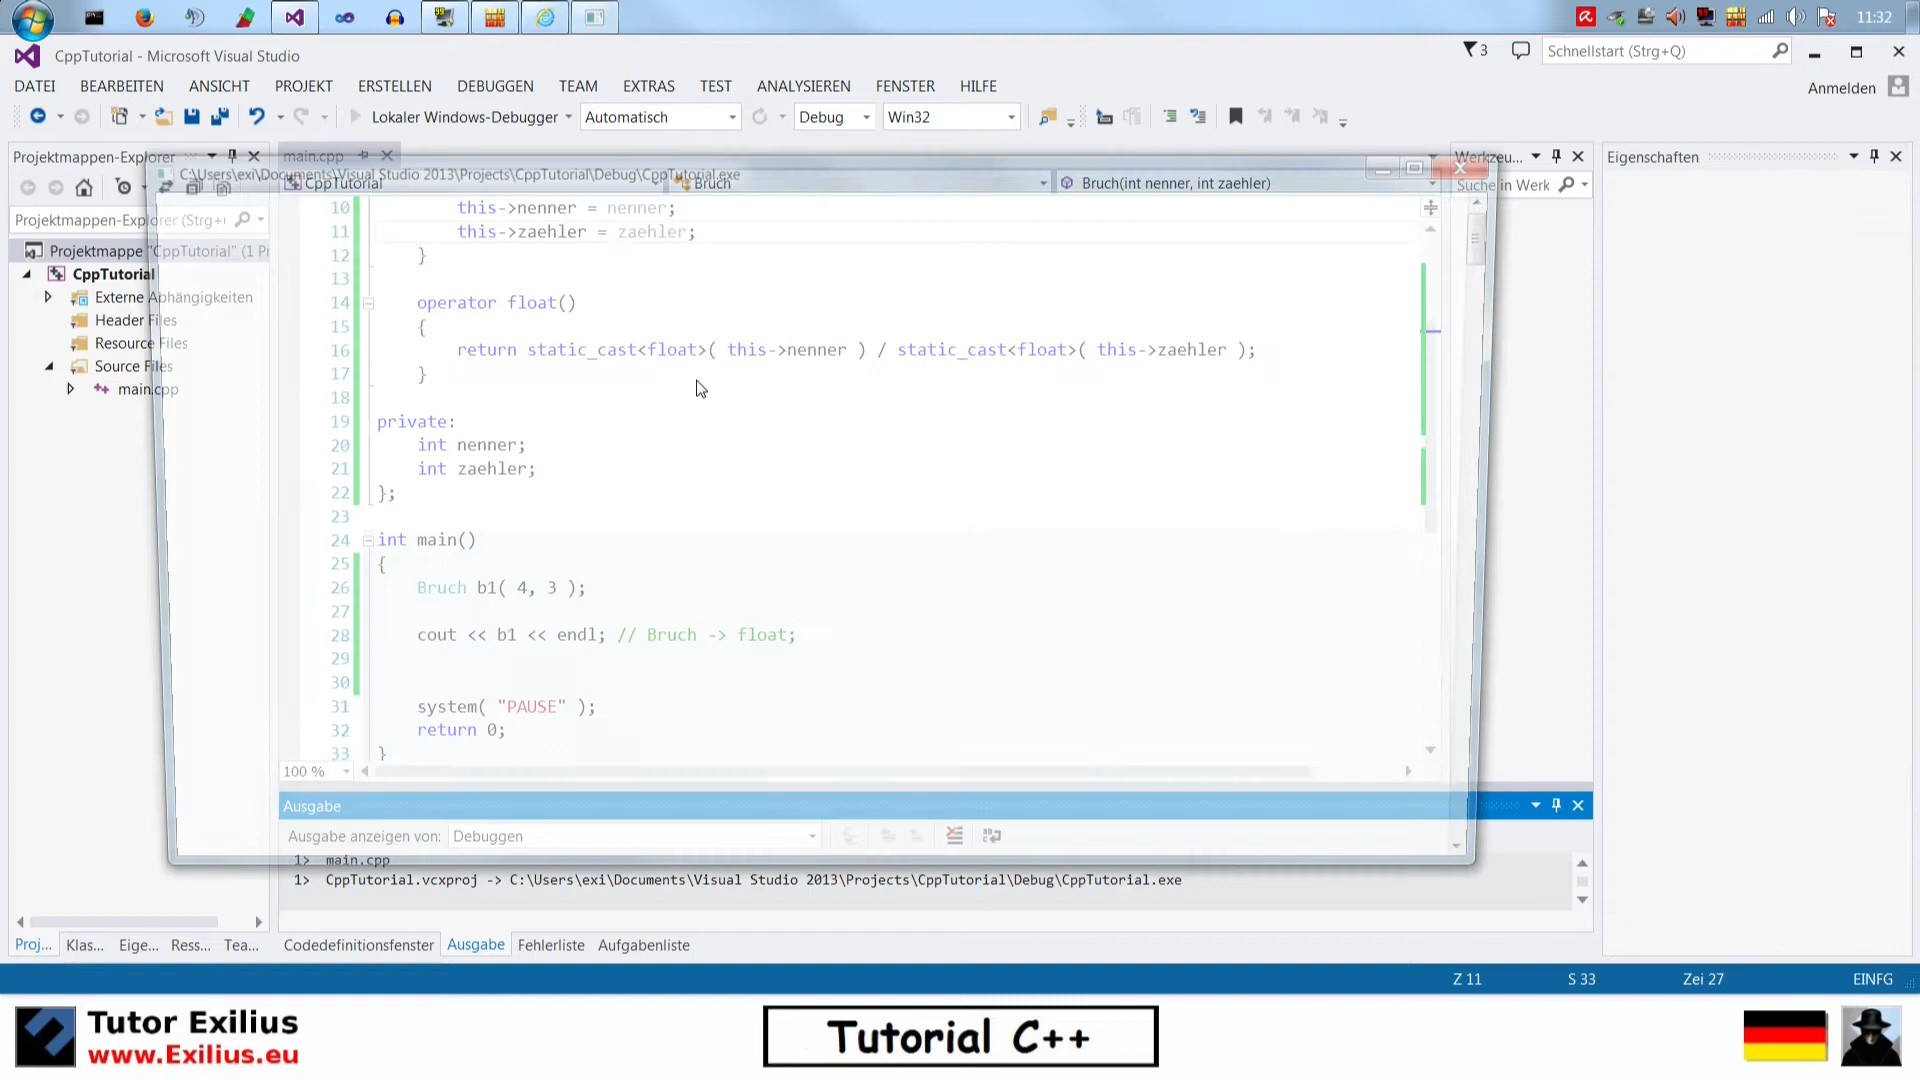 11:32
CppTutorial - Microsoft Visual Studio
3
Schnellstart (Strg+Q)
DATEI BEARBEITEN ANSICHT PROJEKT ERSTELLEN DEBUGGEN TEAM EXTRAS TEST ANALYSIEREN FENSTER HILFE
Anmelden
Lokaler Windows-Debugger Automatisch Debug Win32
Projektmappen-Explorer
main.cpp
Werkzeu...
Eigenschaften
C:\Users\exi\Documents\Visual Studio 2013\Projects\CppTutorial\Debug\CppTutorial.exe
CppTutorial
Bruch
Bruch(int nenner, int zaehler)
Suche in Werk
Projektmappen-Explorer (Strg+
Projektmappe "CppTutorial" (1 P
CppTutorial
Externe Abhängigkeiten
Header Files
Resource Files
Source Files
main.cpp
10 this->nenner = nenner;
11 this->zaehler = zaehler;
12 }
13
14 operator float()
15 {
16 return static_cast<float>( this->nenner ) / static_cast<float>( this->zaehler );
17 }
18
19 private:
20 int nenner;
21 int zaehler;
22 };
23
24 int main()
25 {
26 Bruch b1( 4, 3 );
27
28 cout << b1 << endl; // Bruch -> float;
29
30
31 system( "PAUSE" );
32 return 0;
33 }
100 %
Ausgabe
Ausgabe anzeigen von: Debuggen
1> main.cpp
1> CppTutorial.vcxproj -> C:\Users\exi\Documents\Visual Studio 2013\Projects\CppTutorial\Debug\CppTutorial.exe
Proj... Klas... Eige... Ress... Tea...
Codedefinitionsfenster Ausgabe Fehlerliste Aufgabenliste
Z 11 S 33 Zei 27 EINFG
Tutor Exilius
www.Exilius.eu
Tutorial C++